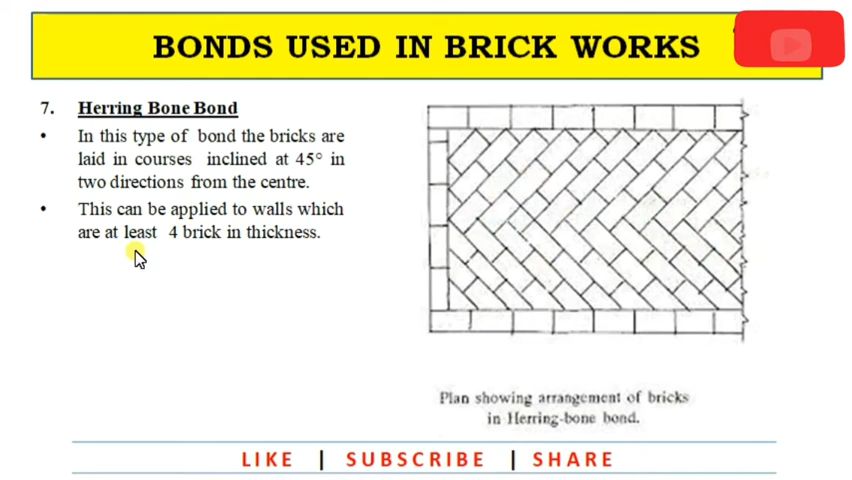 BONDS USED IN BRICK WORKS
7. Herring Bone Bond
• In this type of bond the bricks are
laid in courses inclined at 45° in
two directions from the centre.
• This can be applied to walls which
are at least 4 brick in thickness.
Plan showing arrangement of bricks
in Herring-bone bond.
LIKE | SUBSCRIBE | SHARE